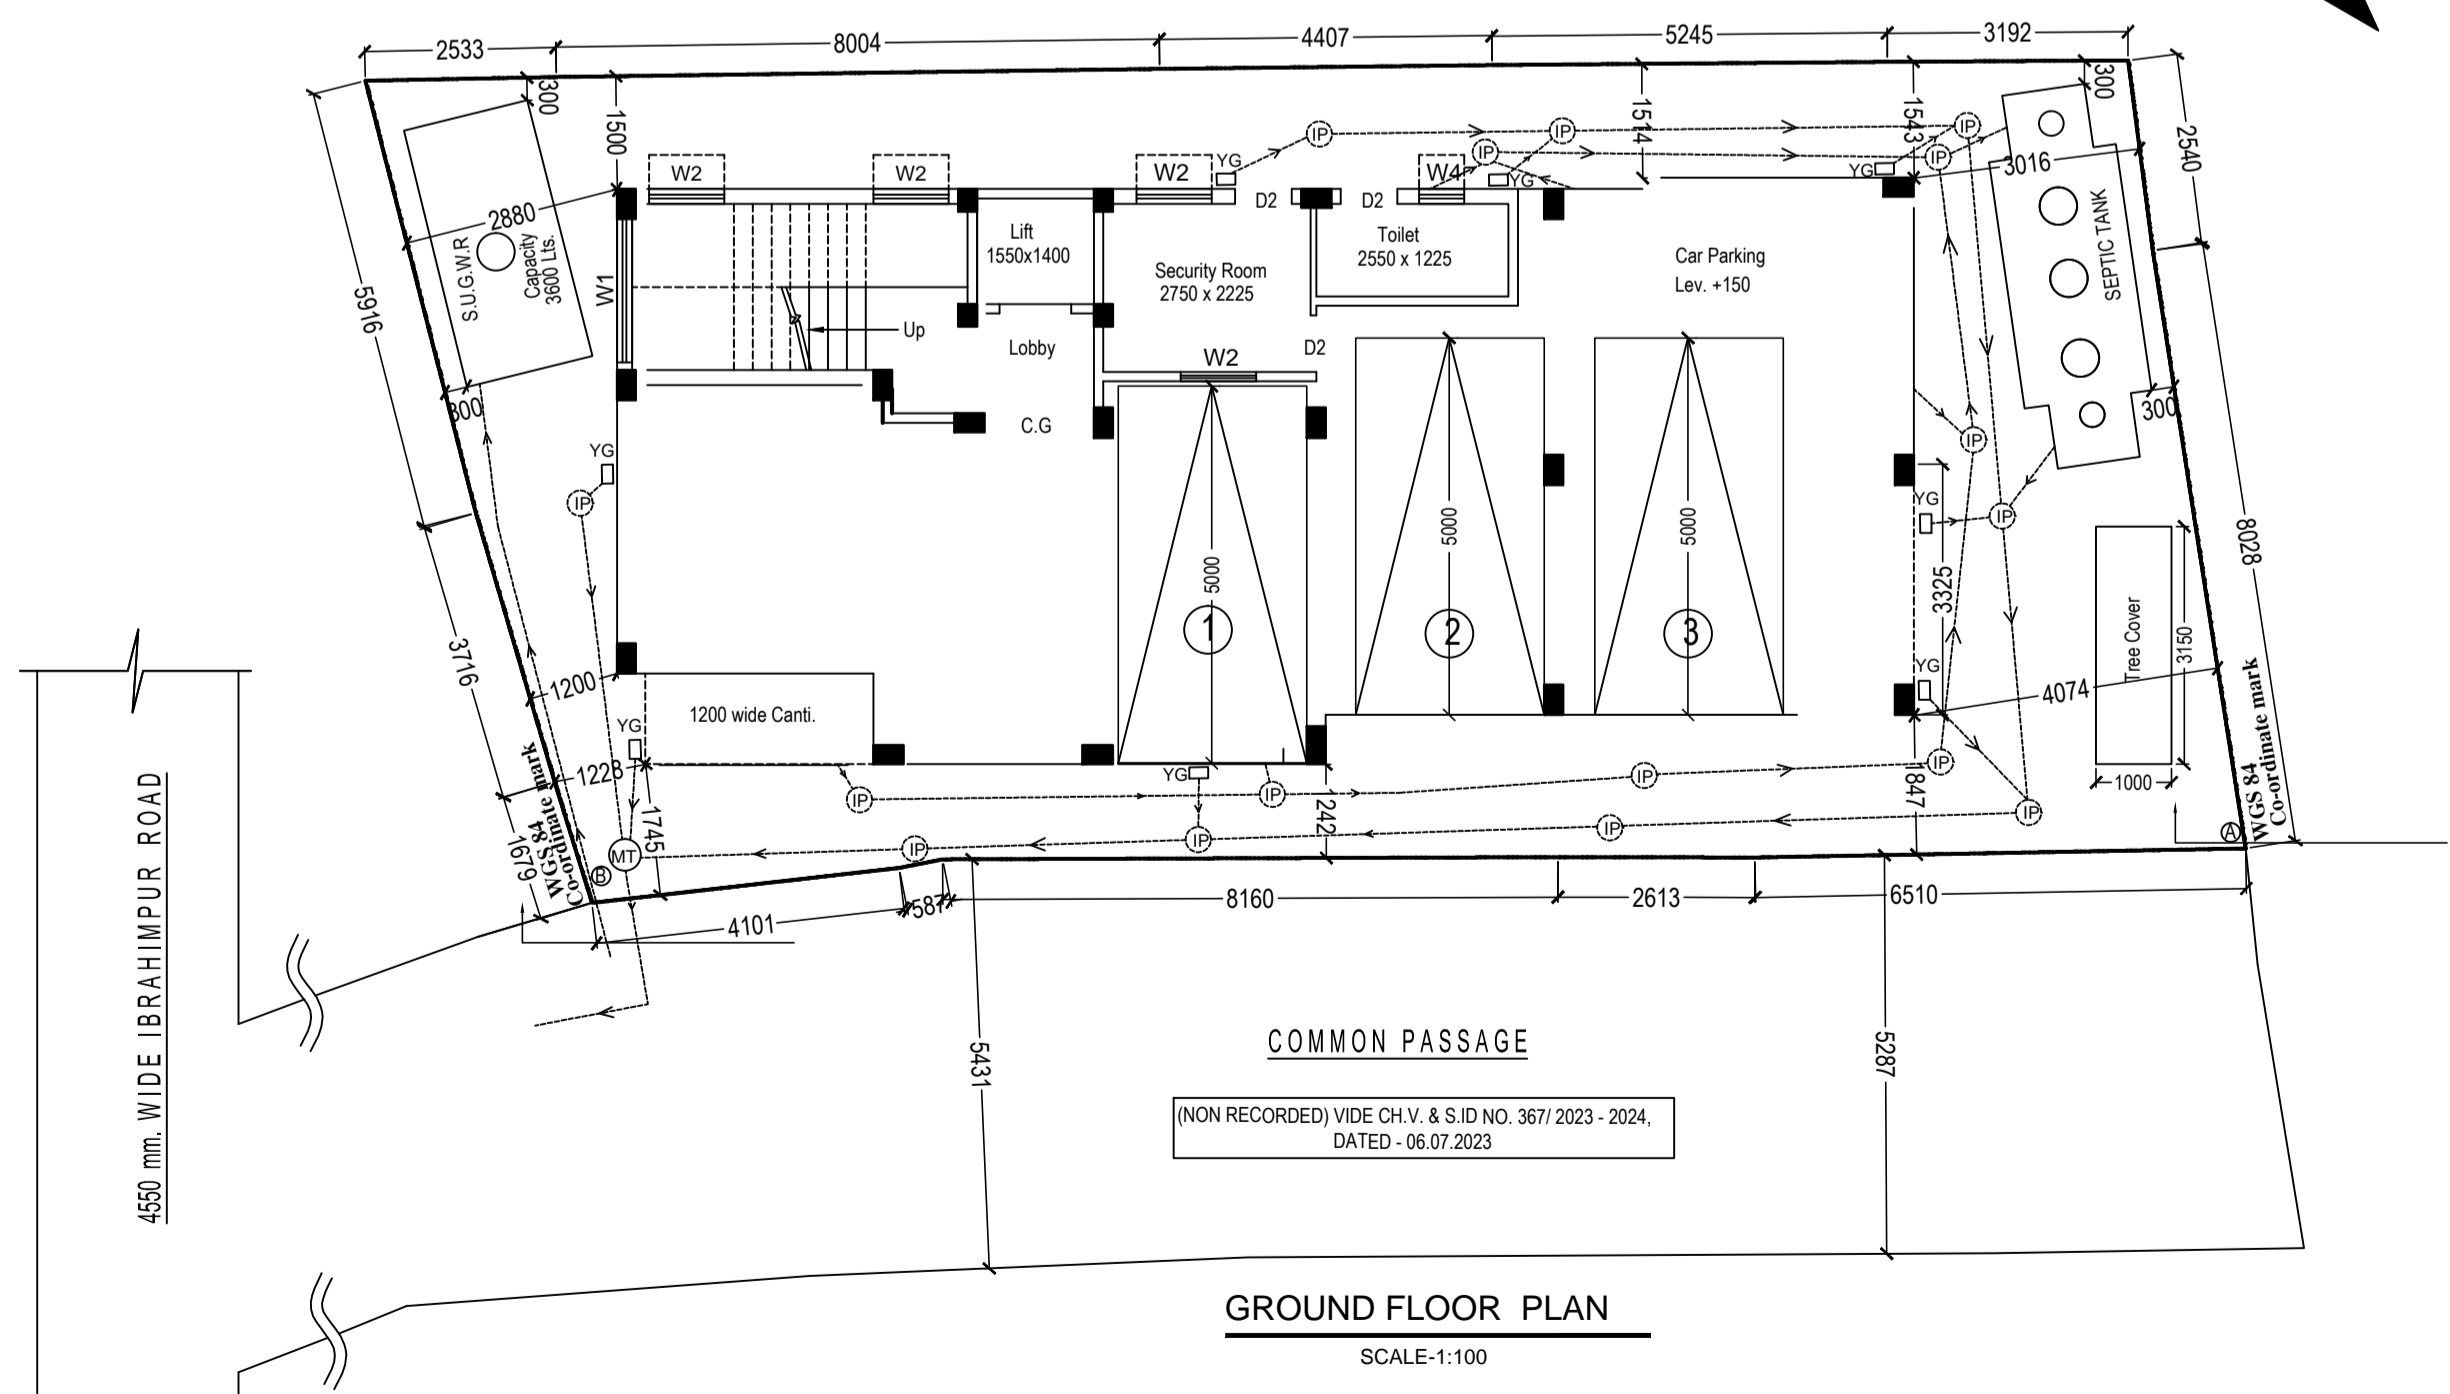 2533
8004
4407
5245
3192
300
1500
1514
1543
300
2540
IP
IP
IP
IP
IP
YG
YG
YG
3016
W2
W2
W2
W4
D2
D2
2880
S.U.G.W.R
Capacity
3600 Lts.
W1
Lift
1550x1400
Toilet
2550 x 1225
Security Room
2750 x 2225
Car Parking
Lev. +150
SEPTIC TANK
5916
Up
Lobby
W2
D2
300
C.G
300
YG
IP
IP
YG
IP
5000
5000
5000
8028
3325
1
2
3
Tree Cover
3150
3716
1200
1200 wide Canti.
YG
4074
YG
1228
YG
IP
IP
IP
IP
1000
1745
242
1847
IP
IP
IP
IP
MT
A
B
WGS 84
Co-ordinate mark
WGS 84
Co-ordinate mark
1679
4101
587
8160
2613
6510
4550 mm. WIDE IBRAHIMPUR ROAD
5431
5287
COMMON PASSAGE
(NON RECORDED) VIDE CH.V. & S.ID NO. 367/ 2023 - 2024,
DATED - 06.07.2023
GROUND FLOOR PLAN
SCALE-1:100